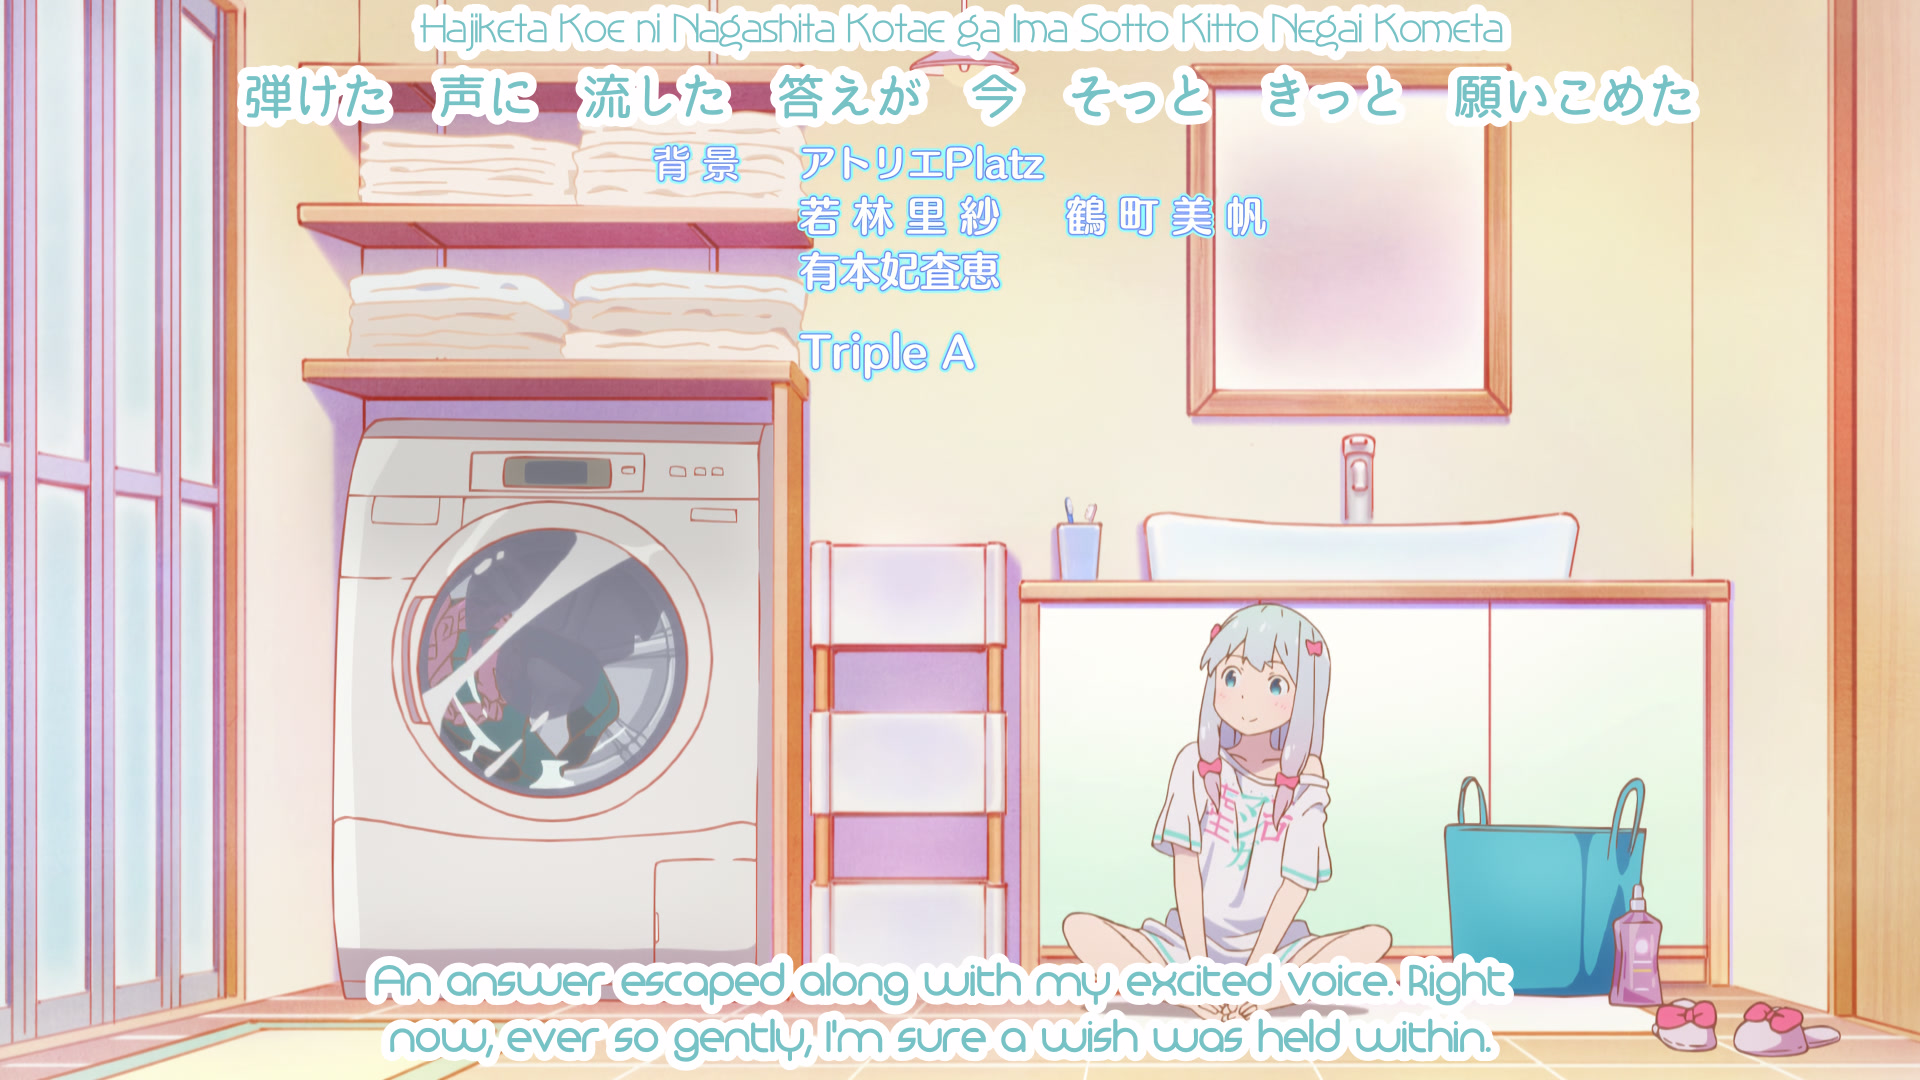 Hajiketa Koe ni Nagashita Kotae ga Ima Sotto Kitto Negai Kometa
弾けた 声に 流した 答えが 今 そっと きっと 願いこめた
背景 アトリエPlatz
若林里紗 鶴町美帆
有本妃査恵
Triple A
An answer escaped along with my excited voice. Right
now, ever so gently, I'm sure a wish was held within.